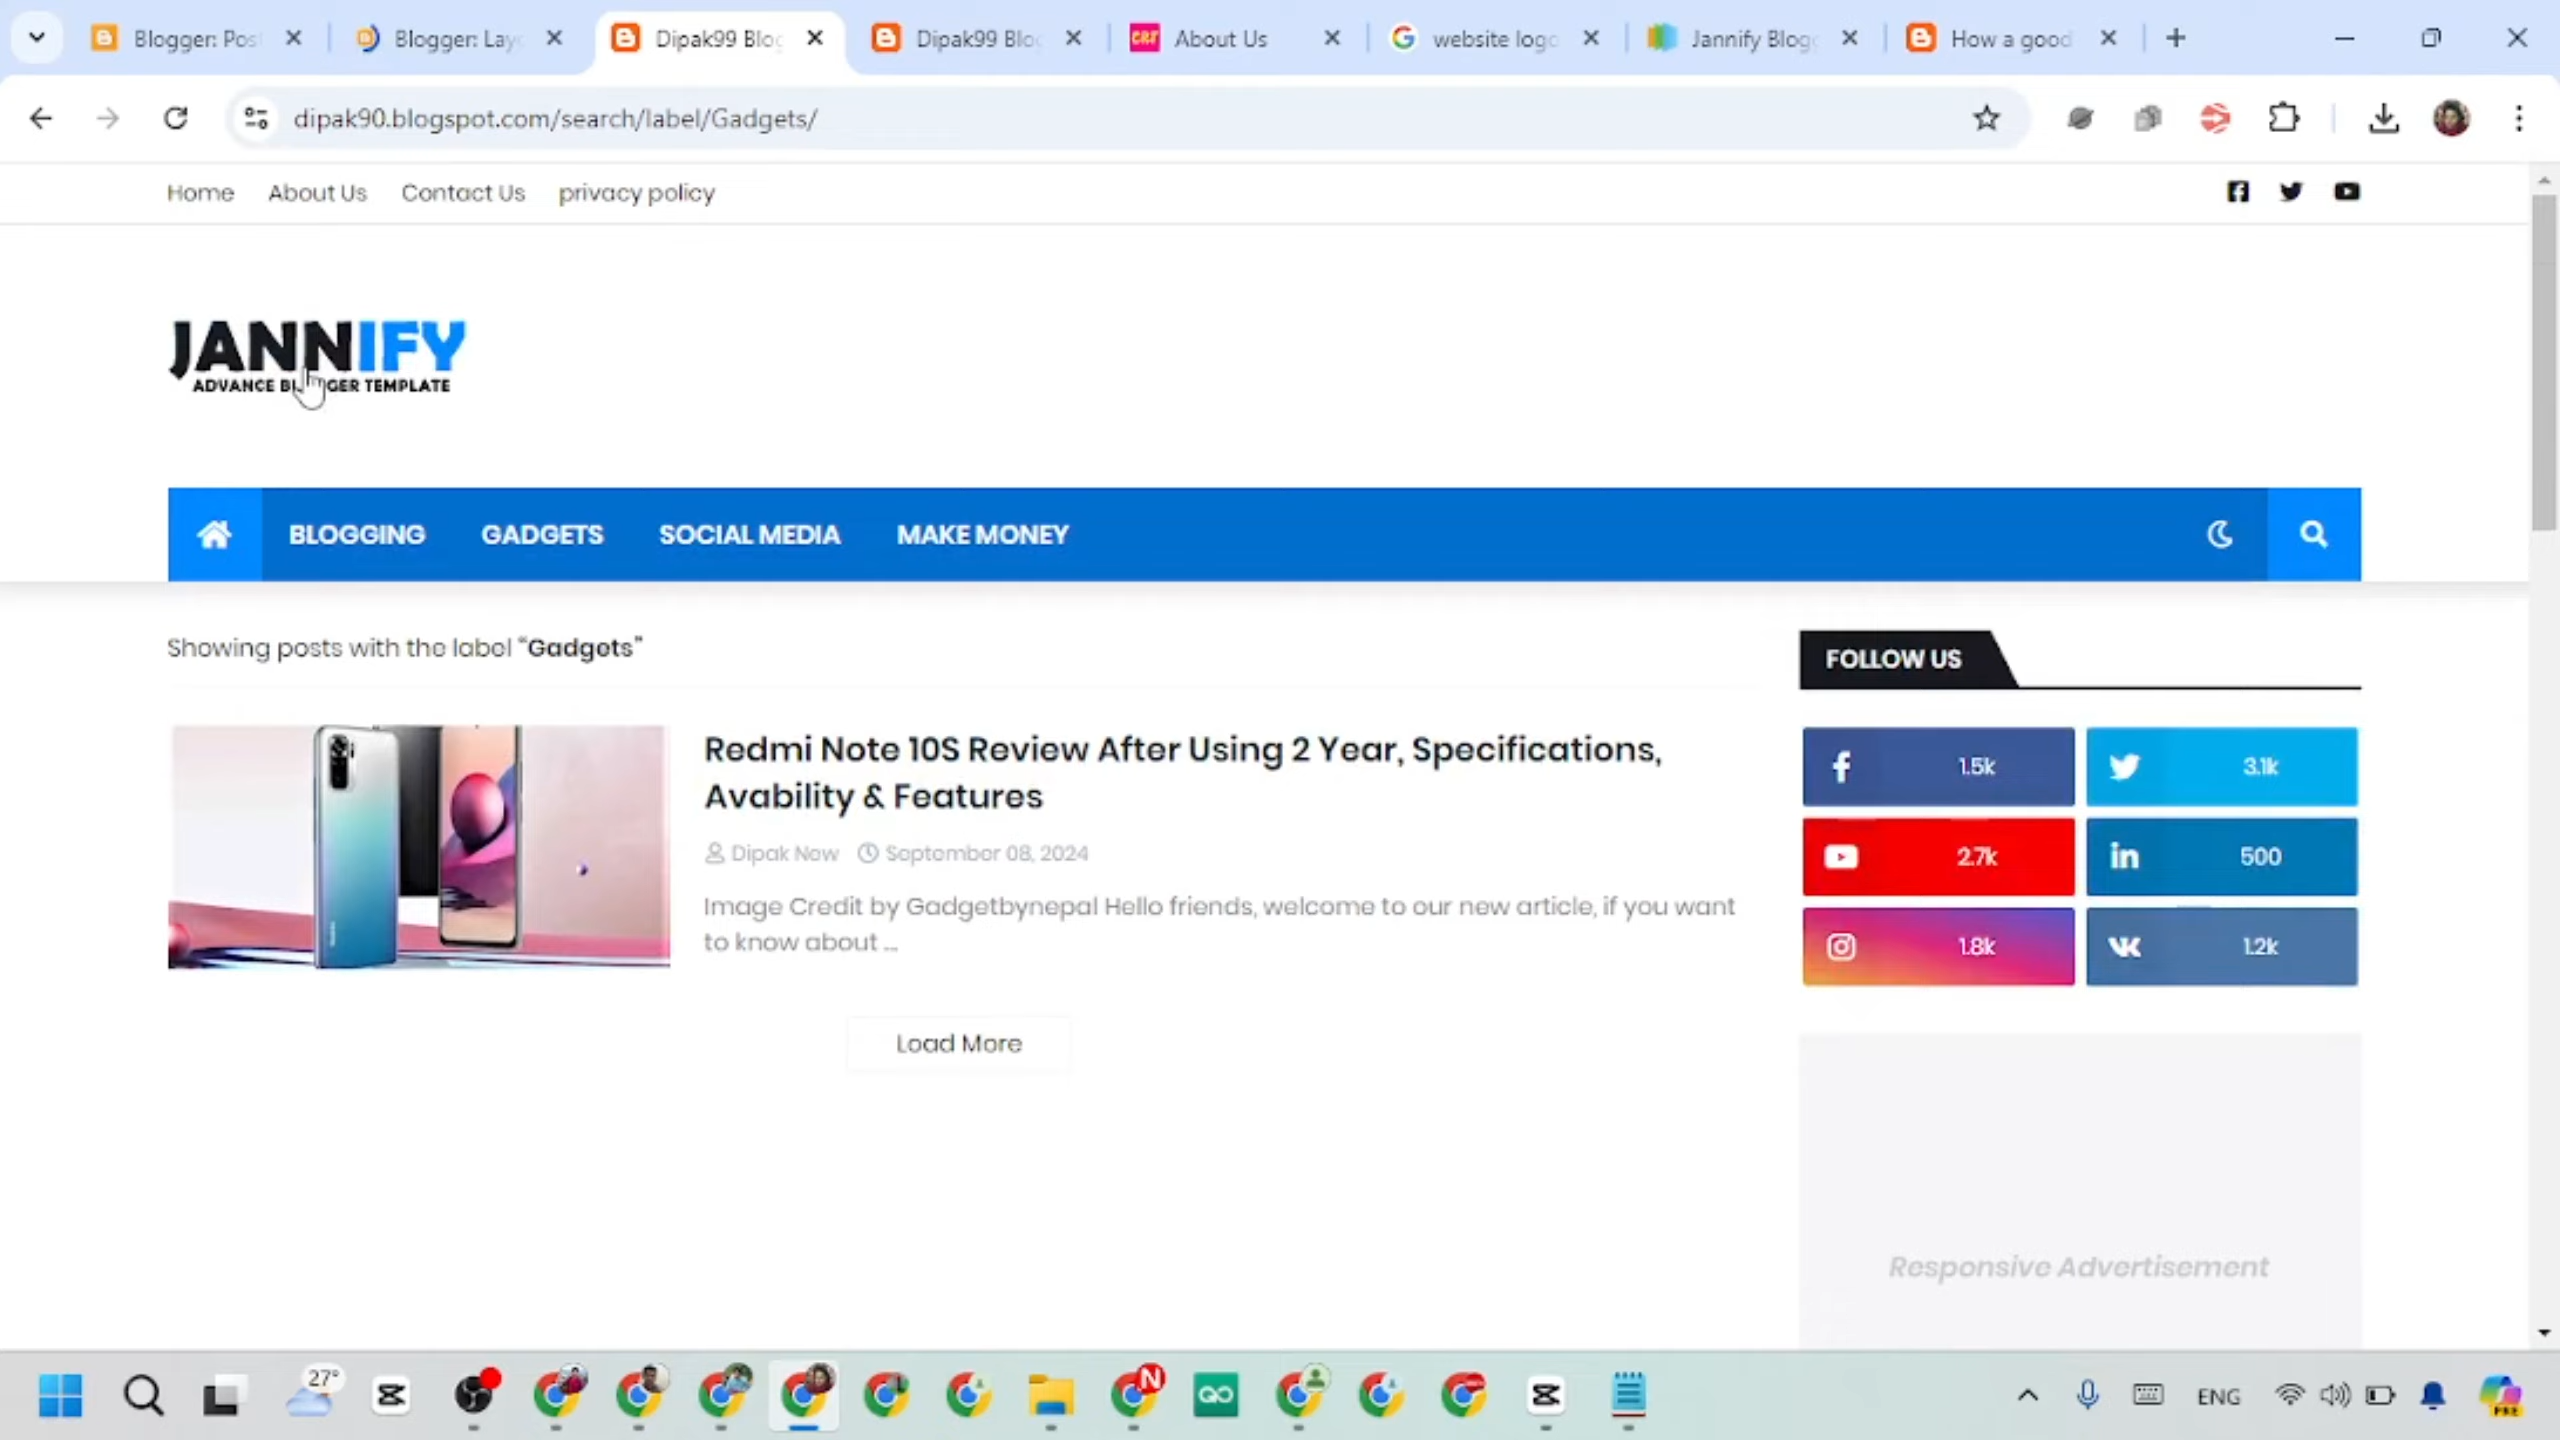 Blogger: Pos
Blogger: Lay
Dipak99 Blog
Dipak99 Blo
About Us
website logo
Jannify Blog
How a good
dipak90.blogspot.com/search/label/Gadgets/
Home About Us Contact Us privacy policy
JANNIFY
ADVANCE BL GER TEMPLATE
BLOGGING GADGETS SOCIAL MEDIA MAKE MONEY
Showing posts with the label “Gadgets”
FOLLOW US
Redmi Note 10S Review After Using 2 Year, Specifications,
Avability & Features
Dipak New September 08, 2024
Image Credit by Gadgetbynepal Hello friends, welcome to our new article, if you want
to know about ...
1.5k 3.1k
2.7k 500
1.8k 1.2k
Load More
Responsive Advertisement
27°
ENG